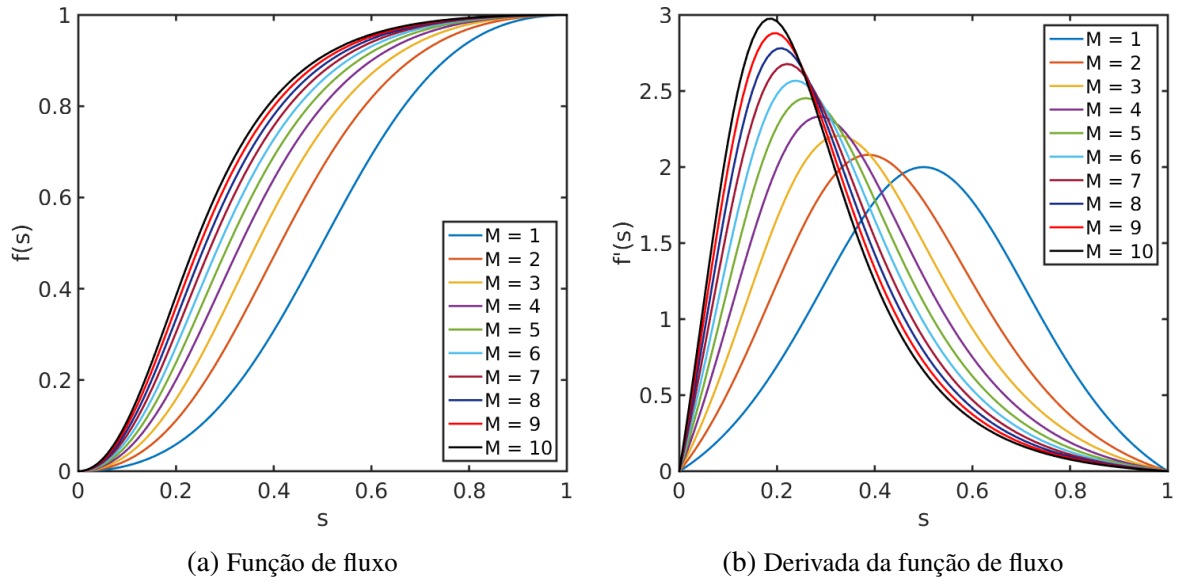 1
0.8
0.6
0.4
0.2
0
f(s)
0
0.2
0.4
0.6
0.8
1
s
M = 1
M = 2
M = 3
M = 4
M = 5
M = 6
M = 7
M = 8
M = 9
M = 10
(a) Função de fluxo
3
2.5
2
1.5
1
0.5
0
f'(s)
0
0.2
0.4
0.6
0.8
1
s
M = 1
M = 2
M = 3
M = 4
M = 5
M = 6
M = 7
M = 8
M = 9
M = 10
(b) Derivada da função de fluxo